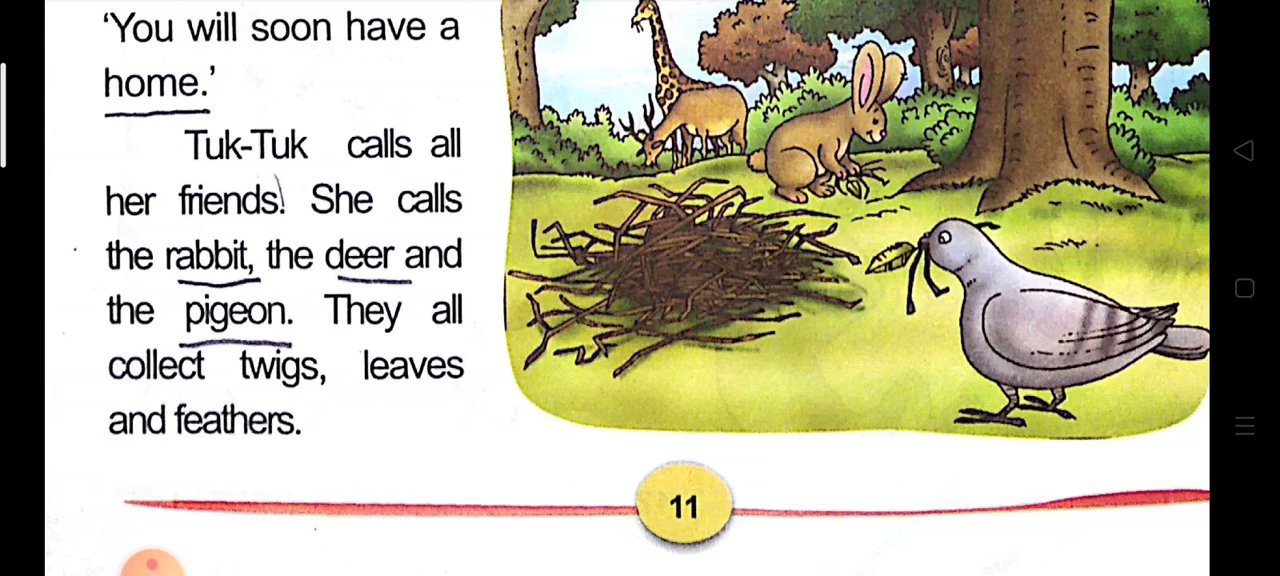 ‘You will soon have a
home.’
Tuk-Tuk calls all
her friends! She calls
the rabbit, the deer and
the pigeon. They all
collect twigs, leaves
and feathers.
11